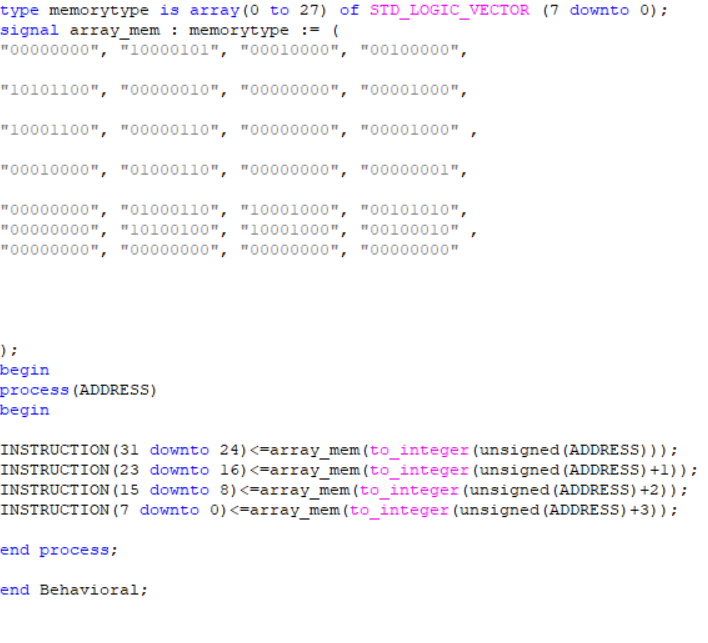 type memorytype is array(0 to 27) of STD_LOGIC_VECTOR (7 downto 0);
signal array_mem : memorytype := (
"00000000", "10000101", "00010000", "00100000",
"10101100", "00000010", "00000000", "00001000",
"10001100", "00000110", "00000000", "00001000" ,
"00010000", "01000110", "00000000", "00000001",
"00000000", "01000110", "10001000", "00101010",
"00000000", "10100100", "10001000", "00100010" ,
"00000000", "00000000", "00000000", "00000000"
);
begin
process(ADDRESS)
begin
INSTRUCTION(31 downto 24)<=array_mem(to_integer(unsigned(ADDRESS)));
INSTRUCTION(23 downto 16)<=array_mem(to_integer(unsigned(ADDRESS)+1));
INSTRUCTION(15 downto 8)<=array_mem(to_integer(unsigned(ADDRESS)+2));
INSTRUCTION(7 downto 0)<=array_mem(to_integer(unsigned(ADDRESS)+3));
end process;
end Behavioral;